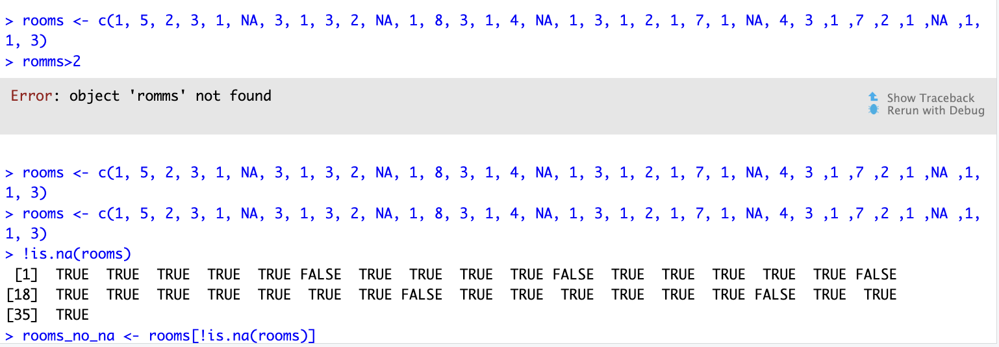 > rooms <- c(1, 5, 2, 3, 1, NA, 3, 1, 3, 2, NA, 1, 8, 3, 1, 4, NA, 1, 3, 1, 2, 1, 7, 1, NA, 4, 3 ,1 ,7 ,2 ,1 ,NA ,1,
1, 3)
> romms>2
Error: object 'romms' not found
Show Traceback
Rerun with Debug
> rooms <- c(1, 5, 2, 3, 1, NA, 3, 1, 3, 2, NA, 1, 8, 3, 1, 4, NA, 1, 3, 1, 2, 1, 7, 1, NA, 4, 3 ,1 ,7 ,2 ,1 ,NA ,1,
1, 3)
> rooms <- c(1, 5, 2, 3, 1, NA, 3, 1, 3, 2, NA, 1, 8, 3, 1, 4, NA, 1, 3, 1, 2, 1, 7, 1, NA, 4, 3 ,1 ,7 ,2 ,1 ,NA ,1,
1, 3)
> !is.na(rooms)
[1] TRUE TRUE TRUE TRUE TRUE FALSE TRUE TRUE TRUE TRUE FALSE TRUE TRUE TRUE TRUE TRUE FALSE
[18] TRUE TRUE TRUE TRUE TRUE TRUE TRUE FALSE TRUE TRUE TRUE TRUE TRUE TRUE FALSE TRUE TRUE
[35] TRUE
> rooms_no_na <- rooms[!is.na(rooms)]